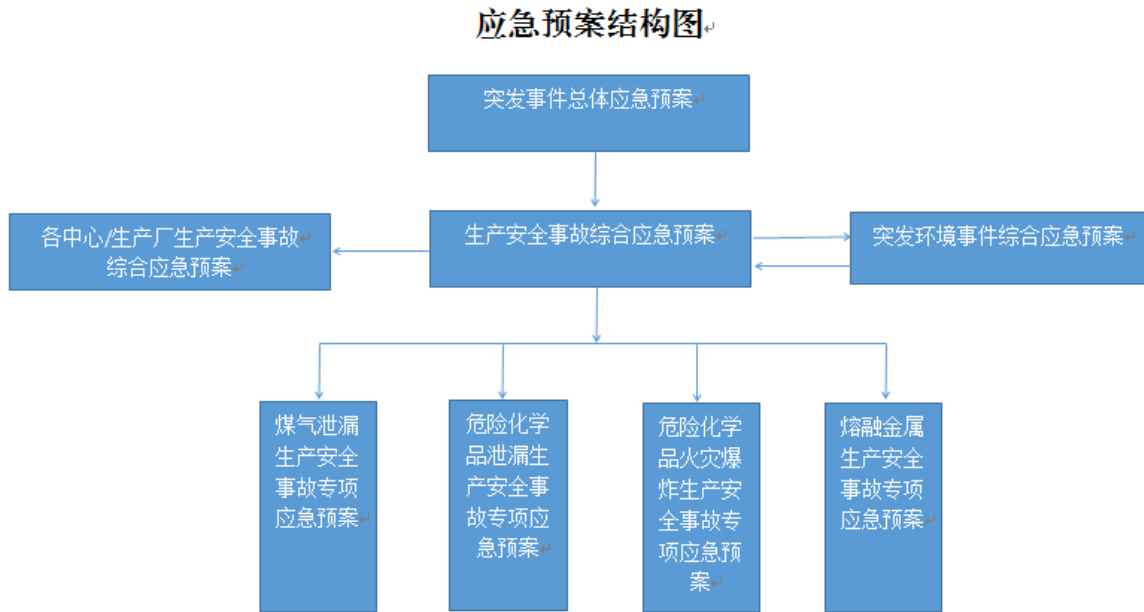 应急预案结构图
突发事件总体应急预案
各中心/生产厂生产安全事故
综合应急预案
生产安全事故综合应急预案
突发环境事件综合应急预案
煤气泄漏
生产安全
事故专项
应急预案
危险化学
品泄漏生
产安全事
故专项应
急预案
危险化学
品火灾爆
炸生产安
全事故专
项应急预
案
熔融金属
生产安全
事故专项
应急预案